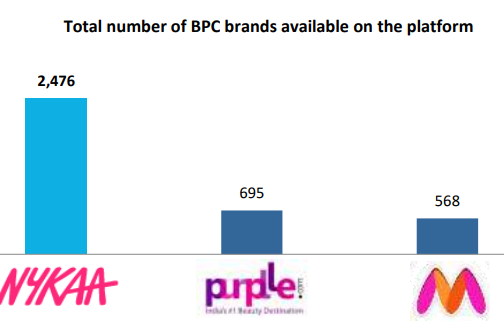 Total number of BPC brands available on the platform
2,476
695
568
NYKAA
purplle.com
India's #1 Beauty Destination